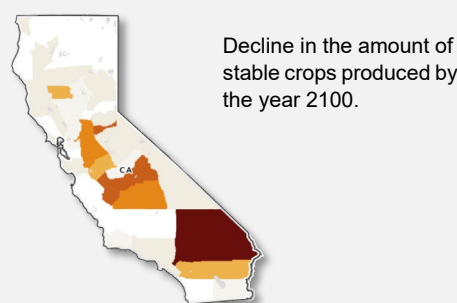 Decline in the amount of
stable crops produced by
the year 2100.
CA